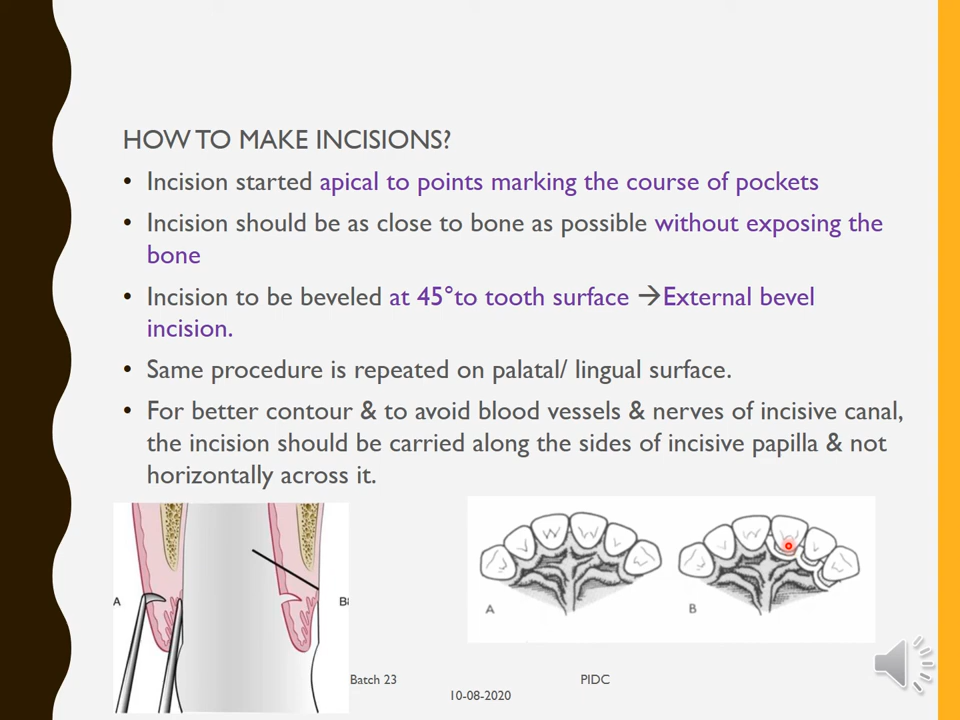 HOW TO MAKE INCISIONS?
• Incision started apical to points marking the course of pockets
• Incision should be as close to bone as possible without exposing the
bone
• Incision to be beveled at 45°to tooth surface →External bevel
incision.
• Same procedure is repeated on palatal/ lingual surface.
• For better contour & to avoid blood vessels & nerves of incisive canal,
the incision should be carried along the sides of incisive papilla & not
horizontally across it.
A
B
A
B
Batch 23
PIDC
10-08-2020